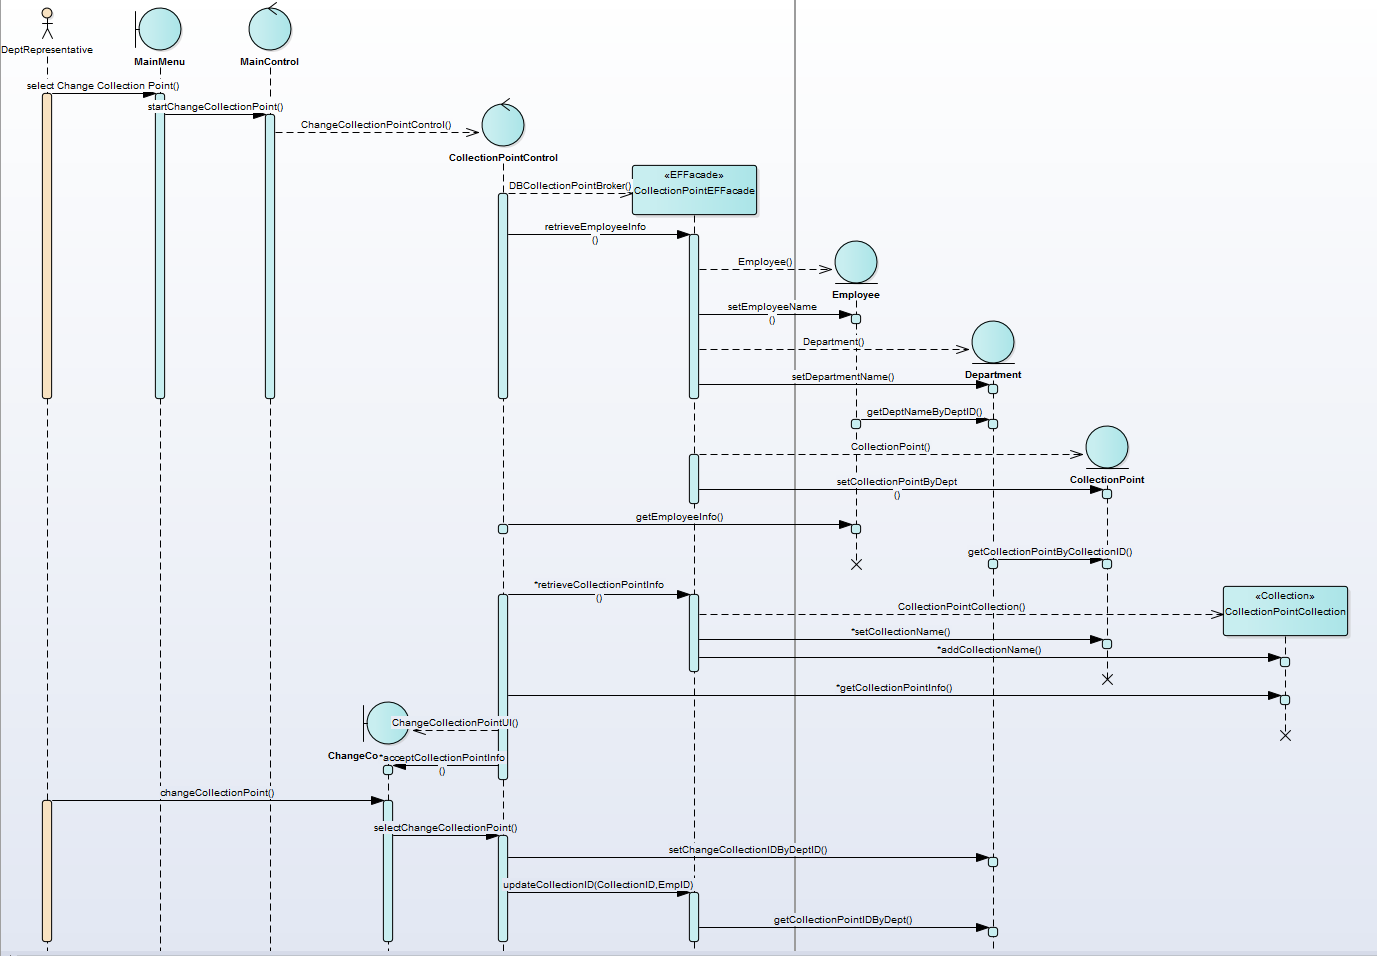 DeptRepresentative
MainMenu
MainControl
select Change Collection Point()
startChangeCollectionPoint()
ChangeCollectionPointControl()
CollectionPointControl
«EFFacade»
CollectionPointEFFacade
DBCollectionPointBroker()
retrieveEmployeeInfo
()
Employee()
Employee
setEmployeeName
()
Department()
Department
setDepartmentName()
getDeptNameByDeptID()
CollectionPoint()
CollectionPoint
setCollectionPointByDept
()
getEmployeeInfo()
getCollectionPointByCollectionID()
*retrieveCollectionPointInfo
()
«Collection»
CollectionPointCollection
CollectionPointCollection()
*setCollectionName()
*addCollectionName()
*getCollectionPointInfo()
ChangeCollectionPointUI()
ChangeCo
*acceptCollectionPointInfo
()
changeCollectionPoint()
selectChangeCollectionPoint()
setChangeCollectionIDByDeptID()
updateCollectionID(CollectionID,EmpID)
getCollectionPointIDByDept()